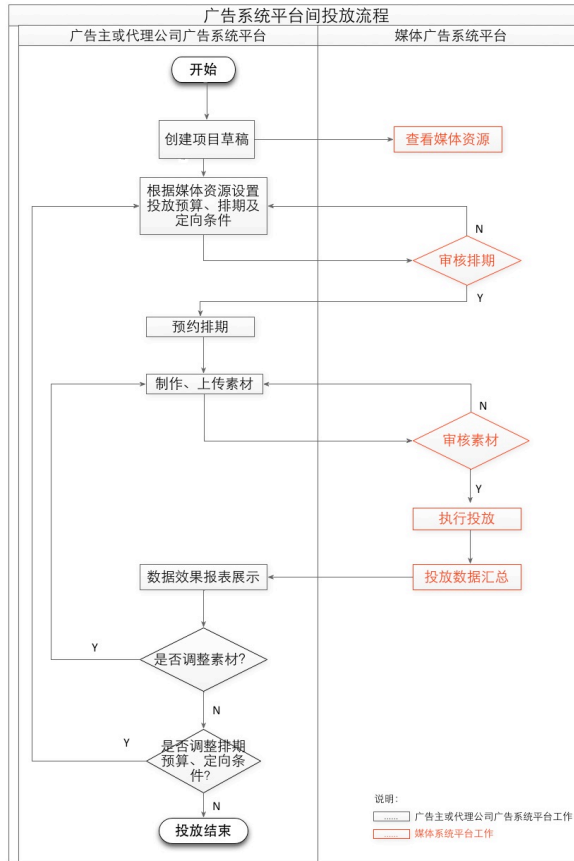 广告系统平台间投放流程
广告主或代理公司广告系统平台
媒体广告系统平台
开始
创建项目草稿
查看媒体资源
根据媒体资源设置
投放预算、排期及
定向条件
N
审核排期
Y
预约排期
制作、上传素材
N
审核素材
Y
执行投放
数据效果报表展示
投放数据汇总
Y
是否调整素材?
N
Y
是否调整排期
预算、定向条
件?
N
投放结束
说明：
......
广告主或代理公司广告系统平台工作
......
媒体系统平台工作